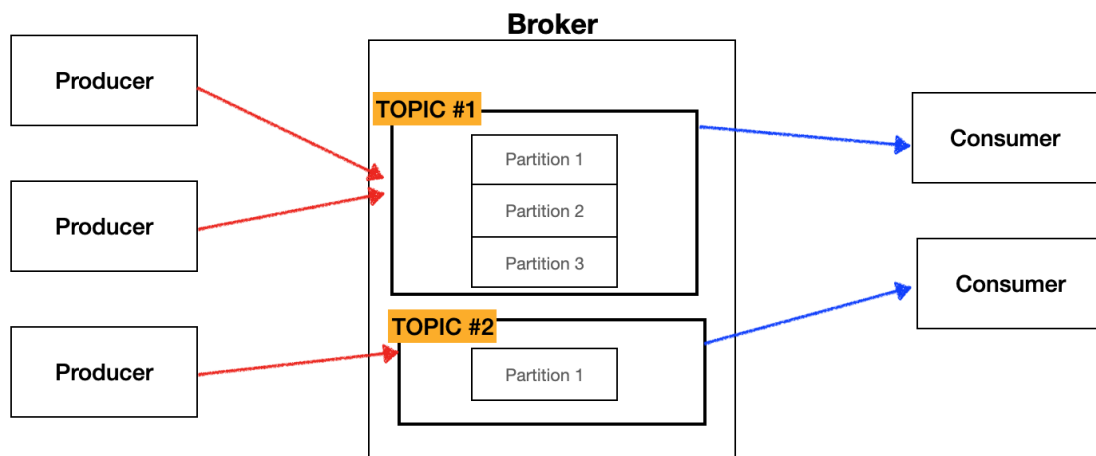 Broker
Producer
Producer
Producer
TOPIC #1
Partition 1
Partition 2
Partition 3
TOPIC #2
Partition 1
Consumer
Consumer